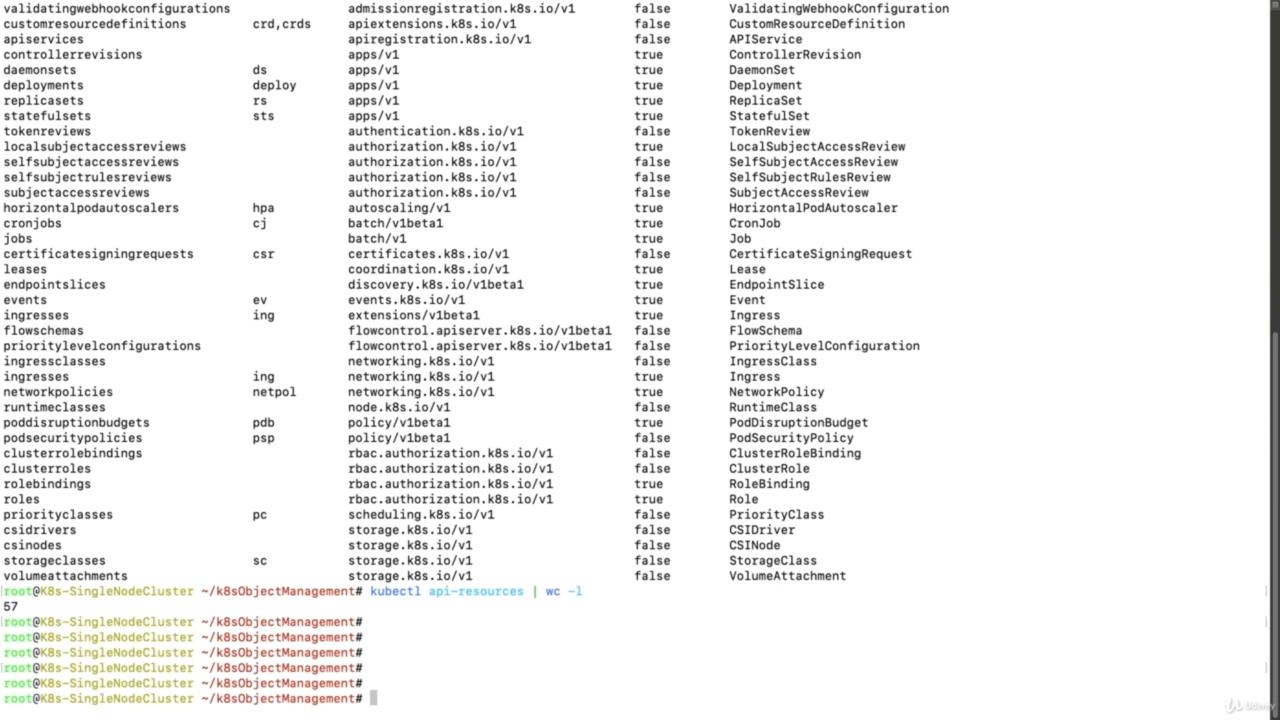 validatingwebhookconfigurations admissionregistration.k8s.io/v1 false ValidatingWebhookConfiguration
customresourcedefinitions crd,crds apiextensions.k8s.io/v1 false CustomResourceDefinition
apiservices apiregistration.k8s.io/v1 false APIService
controllerrevisions apps/v1 true ControllerRevision
daemonsets ds apps/v1 true DaemonSet
deployments deploy apps/v1 true Deployment
replicasets rs apps/v1 true ReplicaSet
statefulsets sts apps/v1 true StatefulSet
tokenreviews authentication.k8s.io/v1 false TokenReview
localsubjectaccessreviews authorization.k8s.io/v1 true LocalSubjectAccessReview
selfsubjectaccessreviews authorization.k8s.io/v1 false SelfSubjectAccessReview
selfsubjectrulesreviews authorization.k8s.io/v1 false SelfSubjectRulesReview
subjectaccessreviews authorization.k8s.io/v1 false SubjectAccessReview
horizontalpodautoscalers hpa autoscaling/v1 true HorizontalPodAutoscaler
cronjobs cj batch/v1beta1 true CronJob
jobs batch/v1 true Job
certificatesigningrequests csr certificates.k8s.io/v1 false CertificateSigningRequest
leases coordination.k8s.io/v1 true Lease
endpointslices discovery.k8s.io/v1beta1 true EndpointSlice
events ev events.k8s.io/v1 true Event
ingresses ing extensions/v1beta1 true Ingress
flowschemas flowcontrol.apiserver.k8s.io/v1beta1 false FlowSchema
prioritylevelconfigurations flowcontrol.apiserver.k8s.io/v1beta1 false PriorityLevelConfiguration
ingressclasses networking.k8s.io/v1 false IngressClass
ingresses ing networking.k8s.io/v1 true Ingress
networkpolicies netpol networking.k8s.io/v1 true NetworkPolicy
runtimeclasses node.k8s.io/v1 false RuntimeClass
poddisruptionbudgets pdb policy/v1beta1 true PodDisruptionBudget
podsecuritypolicies psp policy/v1beta1 false PodSecurityPolicy
clusterrolebindings rbac.authorization.k8s.io/v1 false ClusterRoleBinding
clusterroles rbac.authorization.k8s.io/v1 false ClusterRole
rolebindings rbac.authorization.k8s.io/v1 true RoleBinding
roles rbac.authorization.k8s.io/v1 true Role
priorityclasses pc scheduling.k8s.io/v1 false PriorityClass
csidrivers storage.k8s.io/v1 false CSIDriver
csinodes storage.k8s.io/v1 false CSINode
storageclasses sc storage.k8s.io/v1 false StorageClass
volumeattachments storage.k8s.io/v1 false VolumeAttachment
root@K8s-SingleNodeCluster ~/k8sObjectManagement# kubectl api-resources | wc -l
57
root@K8s-SingleNodeCluster ~/k8sObjectManagement#
root@K8s-SingleNodeCluster ~/k8sObjectManagement#
root@K8s-SingleNodeCluster ~/k8sObjectManagement#
root@K8s-SingleNodeCluster ~/k8sObjectManagement#
root@K8s-SingleNodeCluster ~/k8sObjectManagement#
root@K8s-SingleNodeCluster ~/k8sObjectManagement#
Udemy